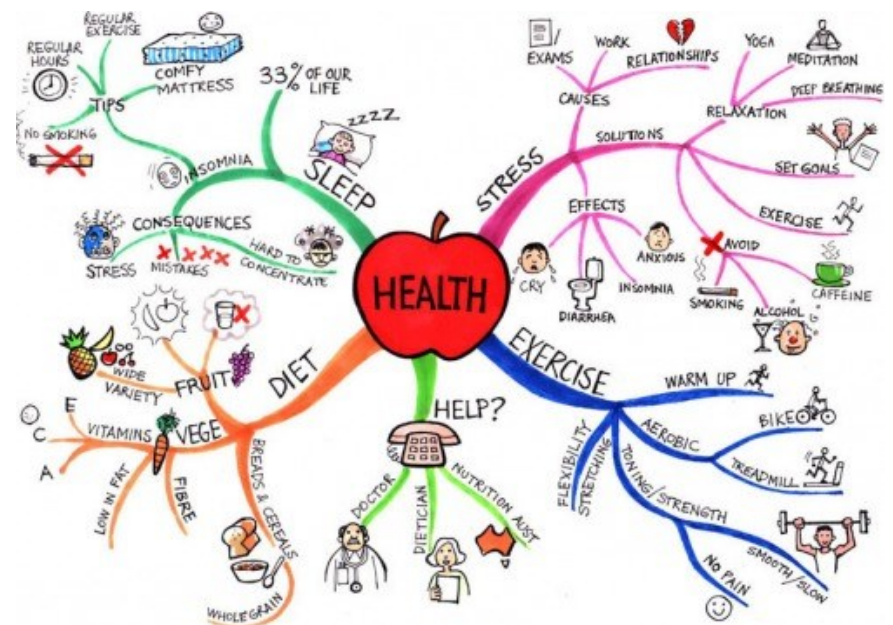 HEALTH
SLEEP
33% OF OUR
LIFE
ZZZZ
INSOMNIA
TIPS
REGULAR
EXERCISE
REGULAR
HOURS
COMFY
MATTRESS
NO SMOKING
CONSEQUENCES
STRESS
MISTAKES
HARD TO
CONCENTRATE
STRESS
CAUSES
EXAMS
WORK
RELATIONSHIPS
SOLUTIONS
RELAXATION
YOGA
MEDITATION
DEEP BREATHING
SET GOALS
EXERCISE
AVOID
SMOKING
ALCOHOL
CAFFEINE
EFFECTS
CRY
DIARRHEA
INSOMNIA
ANXIOUS
EXERCISE
WARM UP
AEROBIC
BIKE
TREADMILL
TONING/STRENGTH
SMOOTH/SLOW
NO PAIN
FLEXIBILITY
STRETCHING
HELP?
DOCTOR
DIETICIAN
NUTRITION AUST
DIET
FRUIT
WIDE
VARIETY
VEGE
VITAMINS
E
C
A
LOW IN FAT
FIBRE
BREADS & CEREALS
WHOLEGRAIN